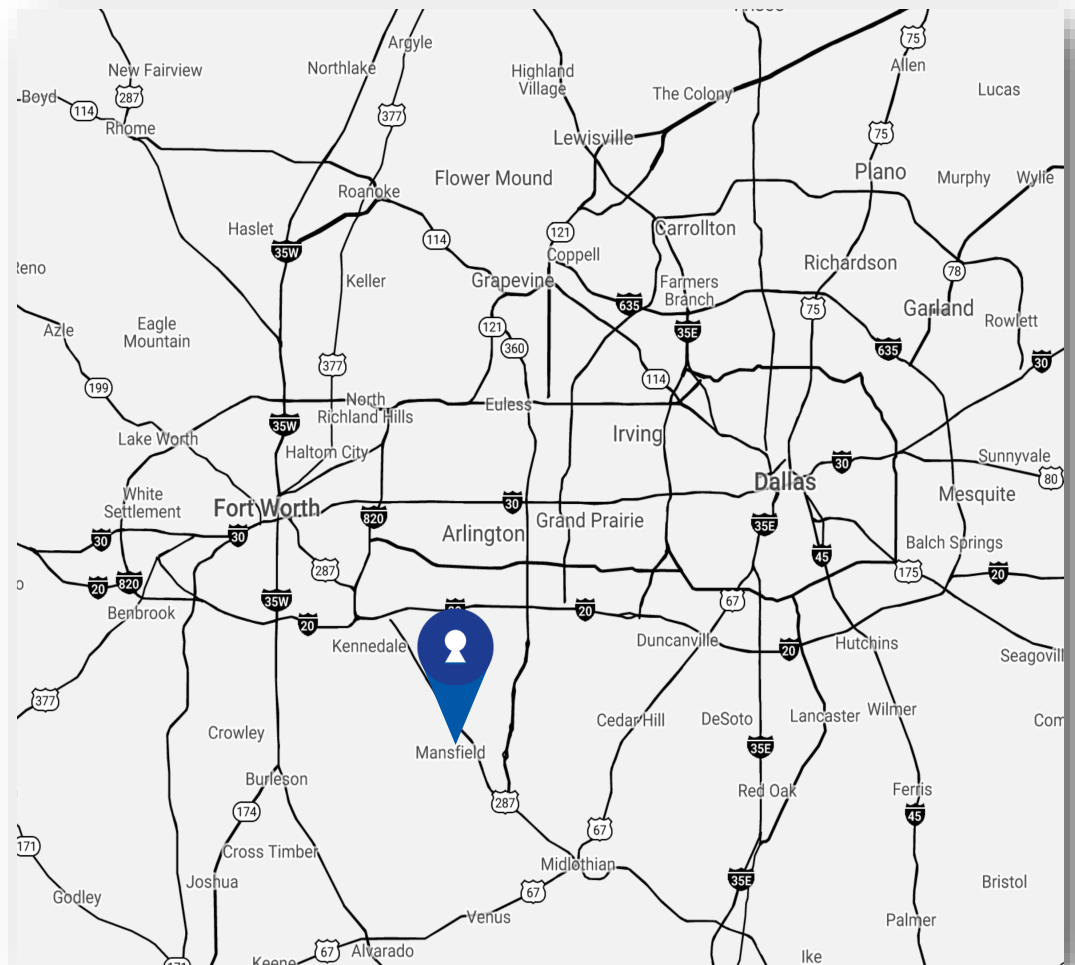 Argyle
75
New Fairview
Northlake
Highland
Village
Allen
Boyd
287
The Colony
Lucas
114
Rhome
377
Lewisville
75
Plano
Roanoke
Flower Mound
Murphy
Wylie
Haslet
35W
114
121
Carrollton
Coppell
Richardson
78
Keller
Grapevine
Farmers
Branch
635
75
Garland
Azle
Eagle
Mountain
121
360
35E
Rowlett
635
30
377
114
199
North
Richland Hills
Euless
35W
Irving
Lake Worth
Haltom City
30
Sunnyvale
80
White
Settlement
Fort Worth
820
30
Dallas
Mesquite
Grand Prairie
35E
Arlington
30
30
45
Balch Springs
287
175
20
20
820
Benbrook
35W
20
20
67
Kennedale
Duncanville
20
Hutchins
377
Crowley
Cedar Hill
DeSoto
Lancaster
Wilmer
35E
Mansfield
Burleson
Red Oak
Ferris
174
287
67
45
171
Cross Timber
Midlothian
Joshua
35E
Godley
67
Bristol
Venus
Palmer
67
Alvarado
Ike